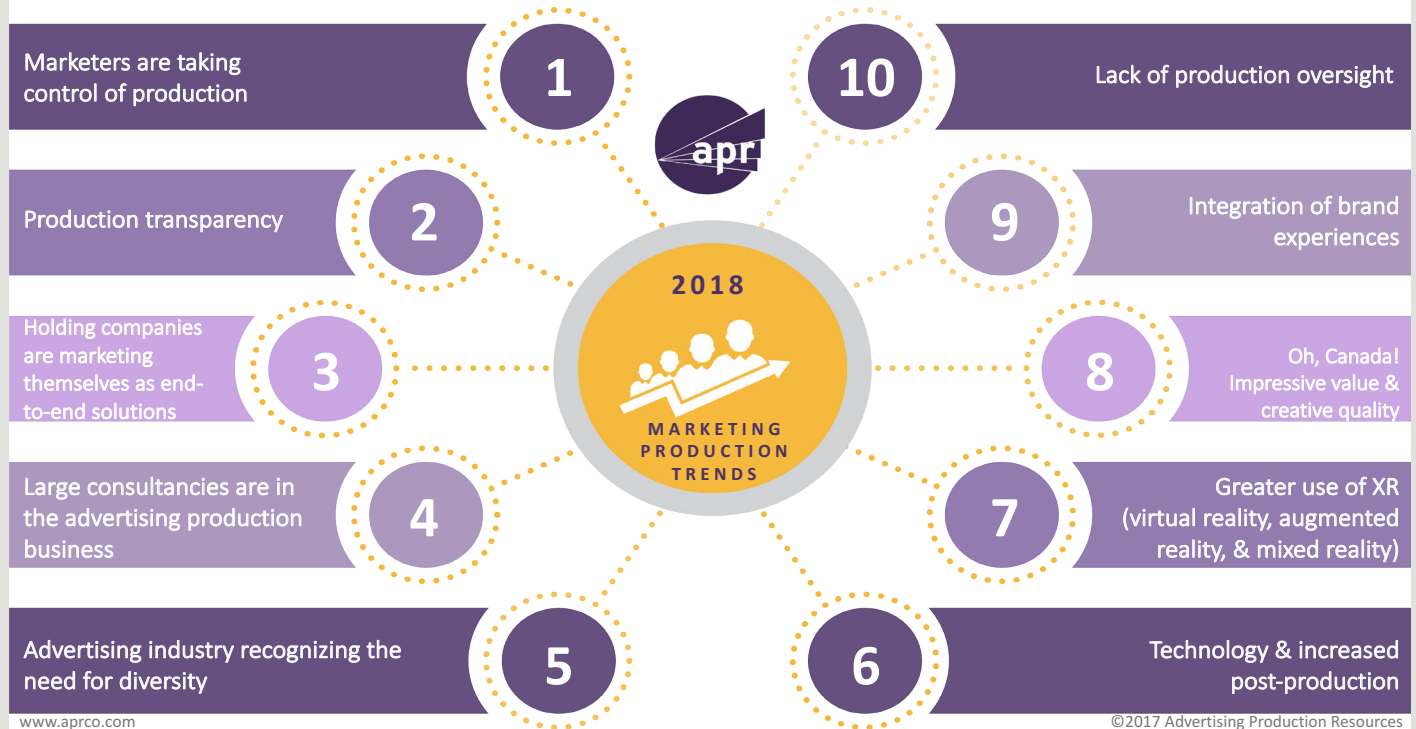 1
Marketers are taking
control of production
2
Production transparency
3
Holding companies
are marketing
themselves as end-
to-end solutions
4
Large consultancies are in
the advertising production
business
5
Advertising industry recognizing the
need for diversity
apr
2018
MARKETING
PRODUCTION
TRENDS
10
Lack of production oversight
9
Integration of brand
experiences
8
Oh, Canada!
Impressive value &
creative quality
7
Greater use of XR
(virtual reality, augmented
reality, & mixed reality)
6
Technology & increased
post-production
www.aprco.com
©2017 Advertising Production Resources